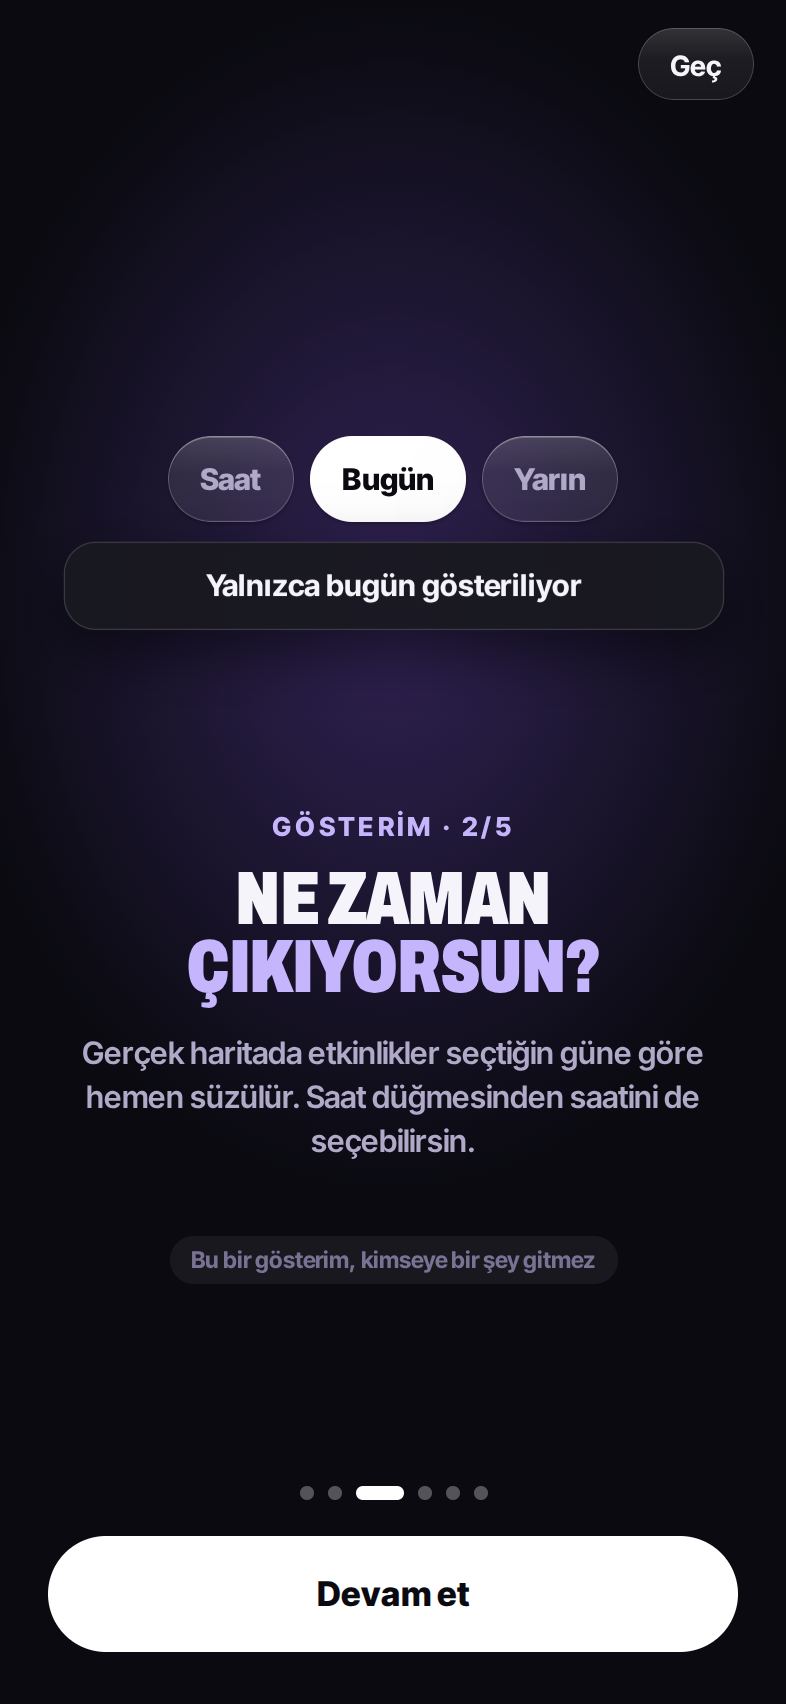 Geç
Saat
Bugün
Yarın
Yalnızca bugün gösteriliyor
GÖSTERİM · 2/5
NE ZAMAN
ÇIKIYORSUN?
Gerçek haritada etkinlikler seçtiğin güne göre
hemen süzülür. Saat düğmesinden saatini de
seçebilirsin.
Bu bir gösterim, kimseye bir şey gitmez
Devam et